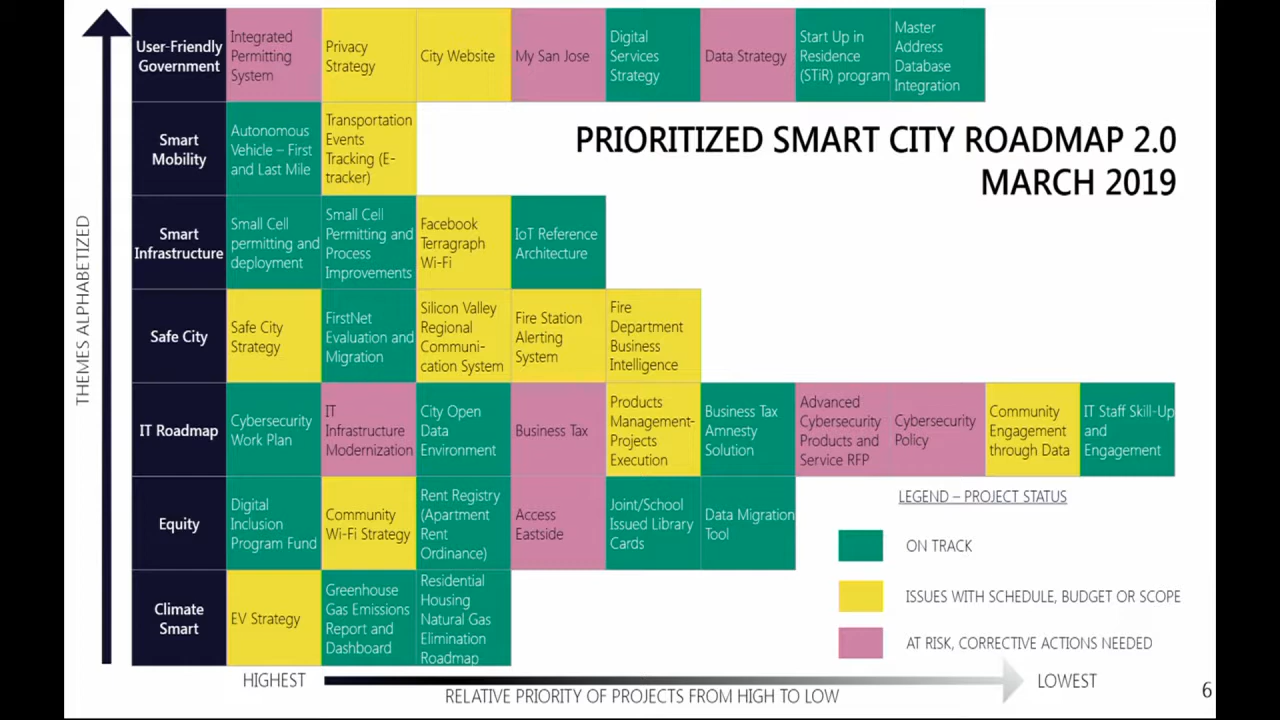 User-Friendly
Government
Integrated
Permitting
System
Privacy
Strategy
City Website
My San Jose
Digital
Services
Strategy
Data Strategy
Start Up in
Residence
(STiR) program
Master
Address
Database
Integration
PRIORITIZED SMART CITY ROADMAP 2.0
MARCH 2019
Smart
Mobility
Autonomous
Vehicle – First
and Last Mile
Transportation
Events
Tracking (E-
tracker)
THEMES ALPHABETIZED
Smart
Infrastructure
Small Cell
permitting and
deployment
Small Cell
Permitting and
Process
Improvements
Facebook
Terragraph
Wi-Fi
IoT Reference
Architecture
Safe City
Safe City
Strategy
FirstNet
Evaluation and
Migration
Silicon Valley
Regional
Communi-
cation System
Fire Station
Alerting
System
Fire
Department
Business
Intelligence
IT Roadmap
Cybersecurity
Work Plan
IT
Infrastructure
Modernization
City Open
Data
Environment
Business Tax
Products
Management-
Projects
Execution
Business Tax
Amnesty
Solution
Advanced
Cybersecurity
Products and
Service RFP
Cybersecurity
Policy
Community
Engagement
through Data
IT Staff Skill-Up
and
Engagement
Equity
Digital
Inclusion
Program Fund
Community
Wi-Fi Strategy
Rent Registry
(Apartment
Rent
Ordinance)
Access
Eastside
Joint/School
Issued Library
Cards
Data Migration
Tool
Climate
Smart
EV Strategy
Greenhouse
Gas Emissions
Report and
Dashboard
Residential
Housing
Natural Gas
Elimination
Roadmap
LEGEND – PROJECT STATUS
ON TRACK
ISSUES WITH SCHEDULE, BUDGET OR SCOPE
AT RISK, CORRECTIVE ACTIONS NEEDED
HIGHEST
LOWEST
RELATIVE PRIORITY OF PROJECTS FROM HIGH TO LOW
6